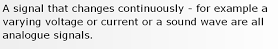 A signal that changes continuously – for example a
varying voltage or current or a sound wave are all
analogue signals.